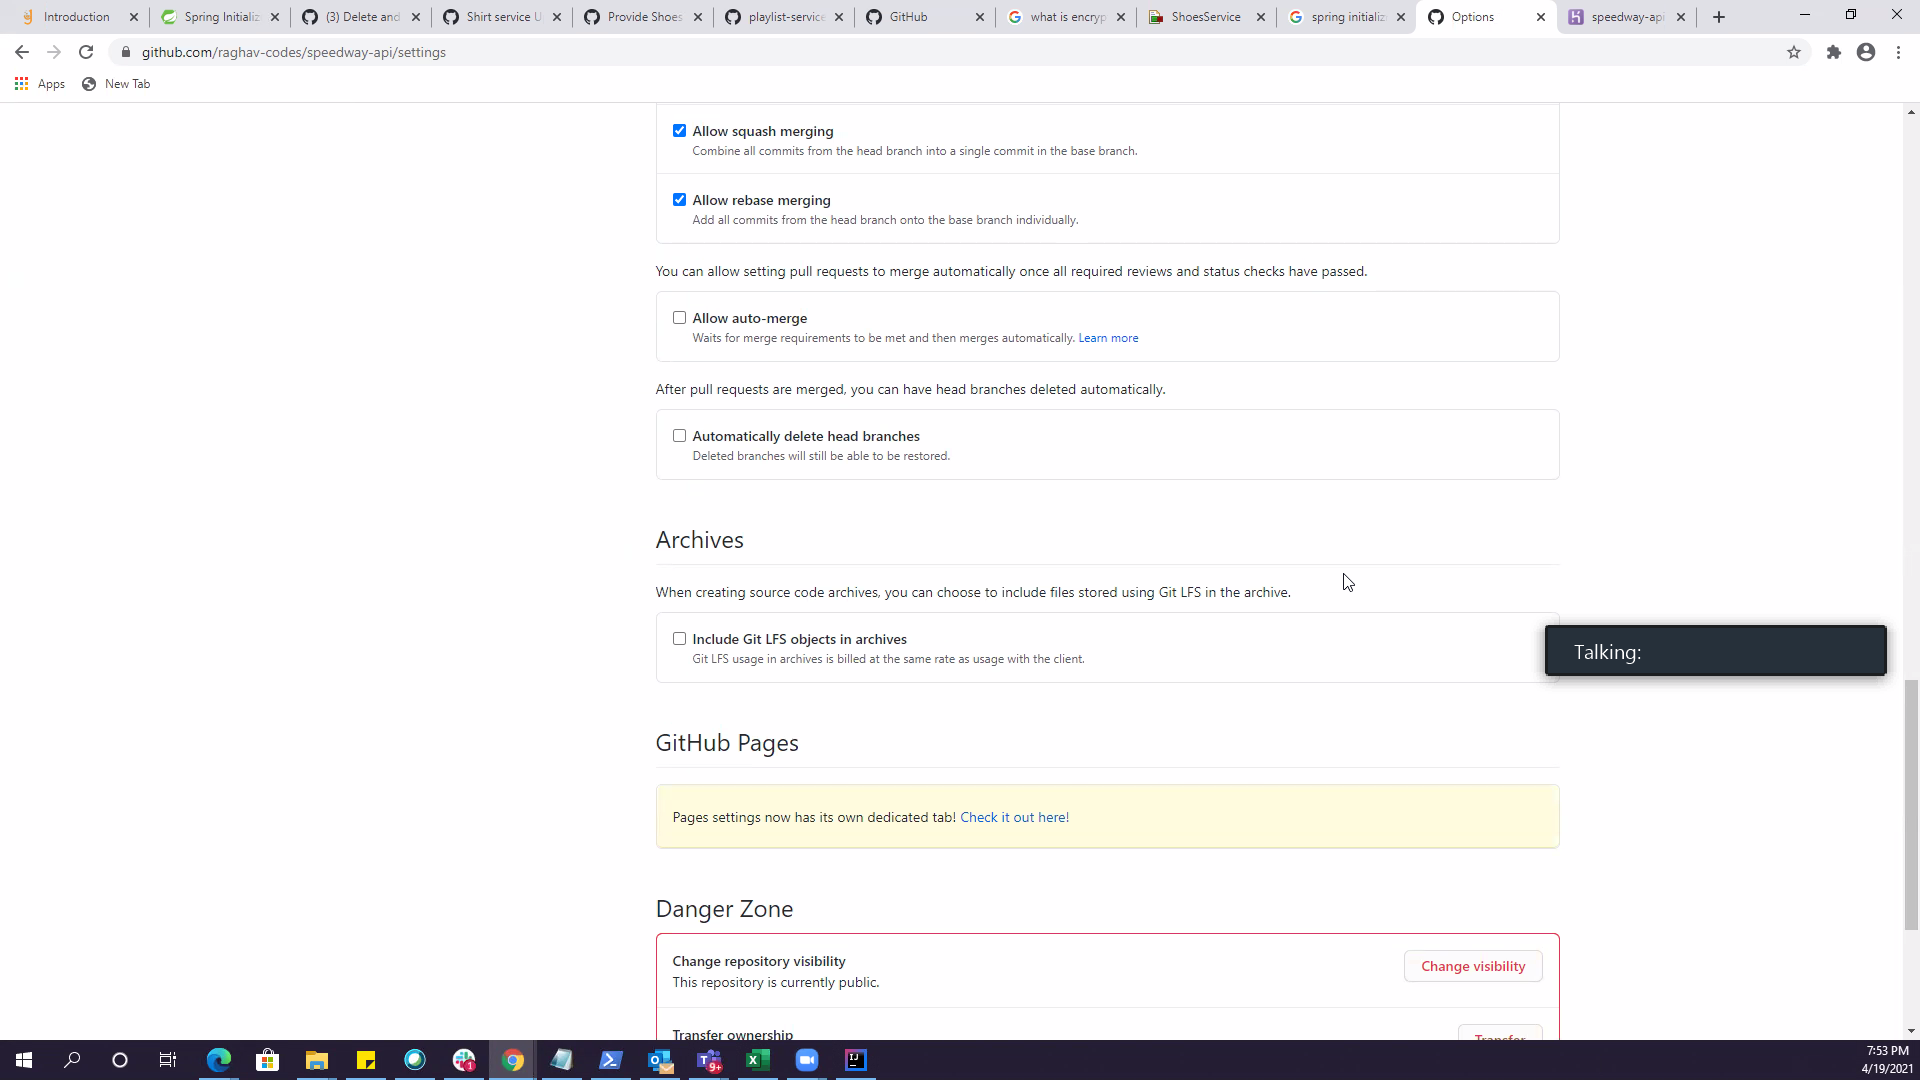 Introduction
Spring Initializ
(3) Delete and
Shirt service U
Provide Shoes
playlist-service
GitHub
what is encryp
ShoesService
spring initializ
Options
speedway-api
github.com/raghav-codes/speedway-api/settings
Apps
New Tab
Allow squash merging
Combine all commits from the head branch into a single commit in the base branch.
Allow rebase merging
Add all commits from the head branch onto the base branch individually.
You can allow setting pull requests to merge automatically once all required reviews and status checks have passed.
Allow auto-merge
Waits for merge requirements to be met and then merges automatically. Learn more
After pull requests are merged, you can have head branches deleted automatically.
Automatically delete head branches
Deleted branches will still be able to be restored.
Archives
When creating source code archives, you can choose to include files stored using Git LFS in the archive.
Include Git LFS objects in archives
Git LFS usage in archives is billed at the same rate as usage with the client.
Talking:
GitHub Pages
Pages settings now has its own dedicated tab! Check it out here!
Danger Zone
Change repository visibility
This repository is currently public.
Change visibility
Transfer ownership
Transfer
7:53 PM
4/19/2021